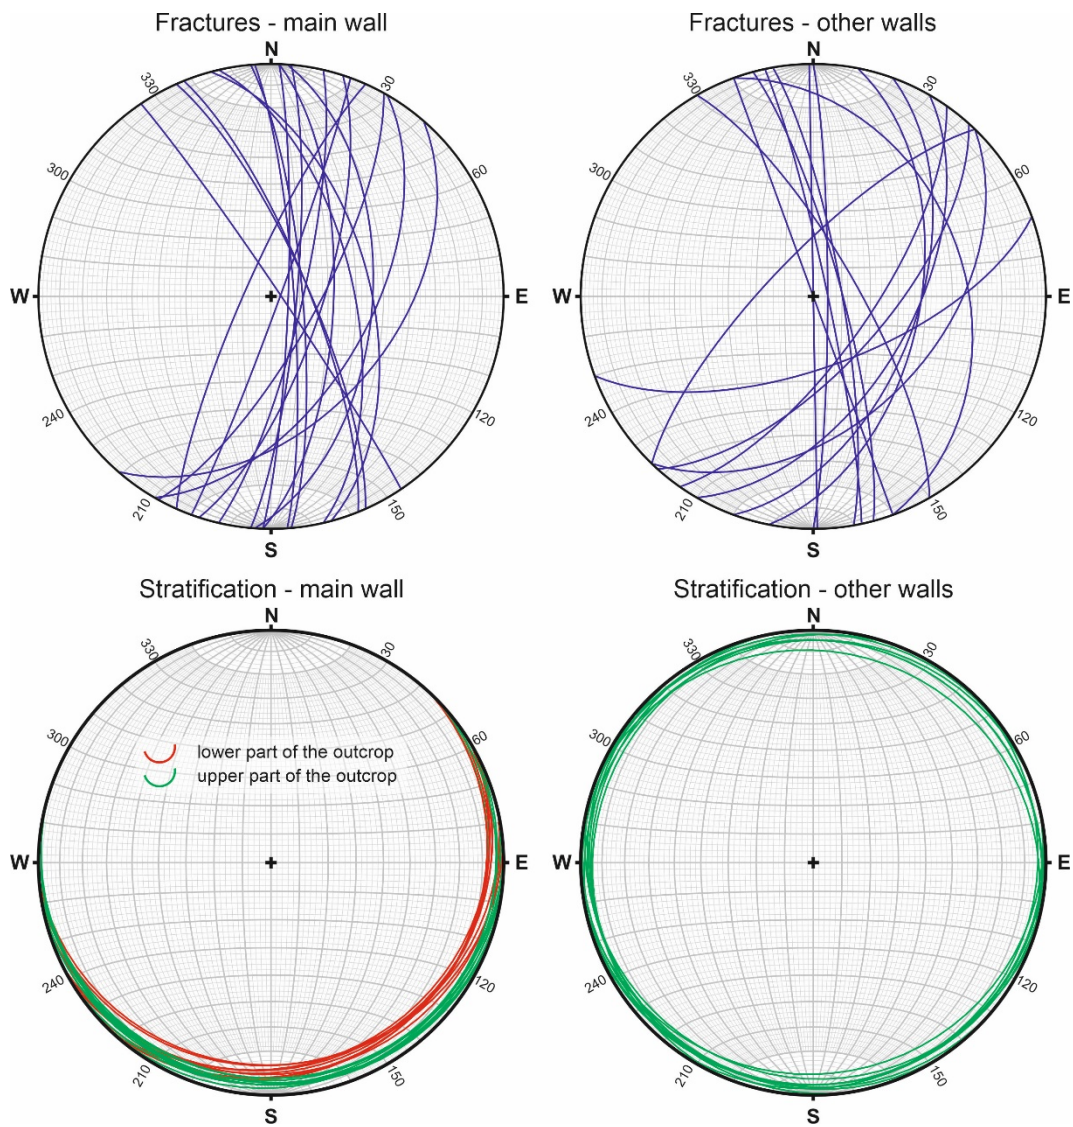 Fractures - main wall
N
330
30
300
60
W
E
240
120
210
150
S
Fractures - other walls
N
330
30
300
60
W
E
240
120
210
150
S
Stratification - main wall
N
330
30
300
60
lower part of the outcrop
upper part of the outcrop
W
E
240
120
210
150
S
Stratification - other walls
N
330
30
300
60
W
E
240
120
210
150
S